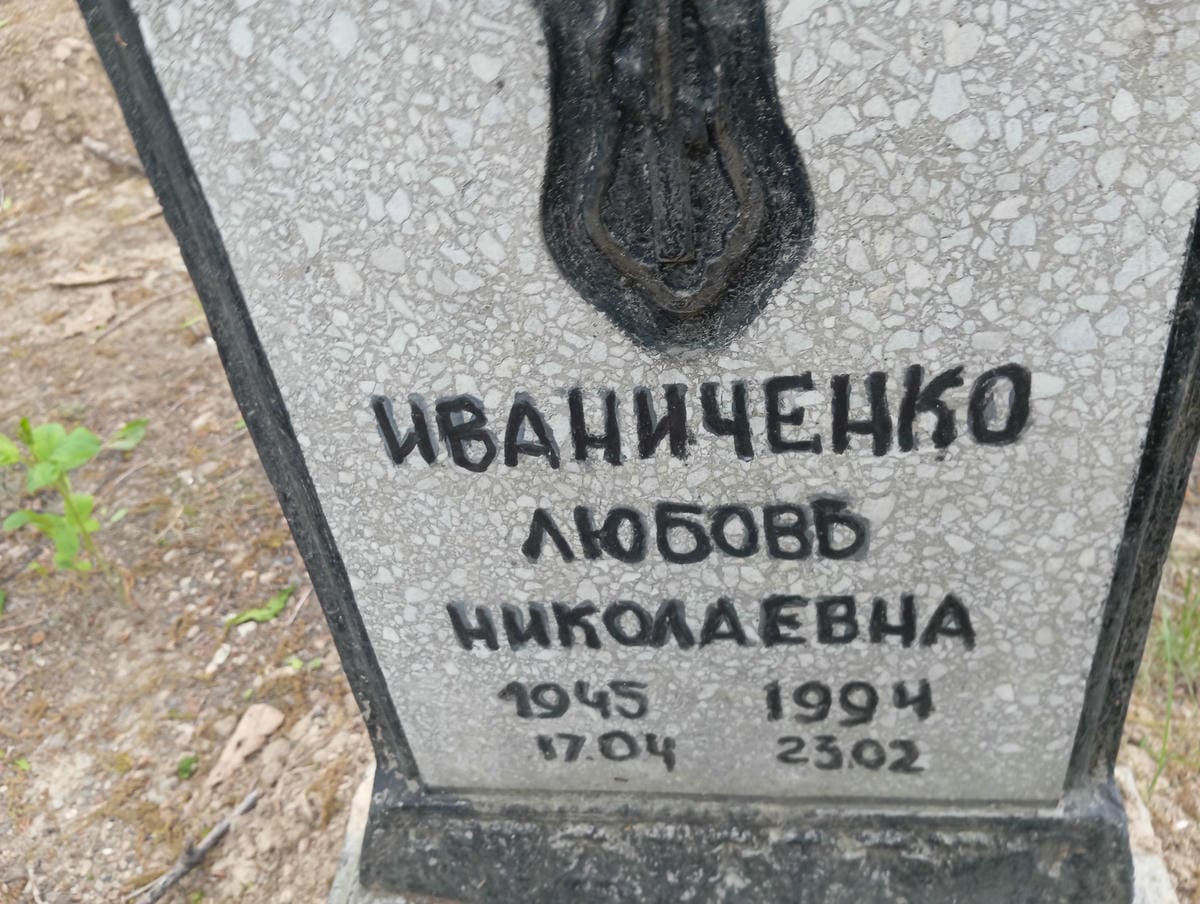 ИВАНИЧЕНКО
ЛЮБОВЬ
НИКОЛАЕВНА
1945 1994
17.04 23.02